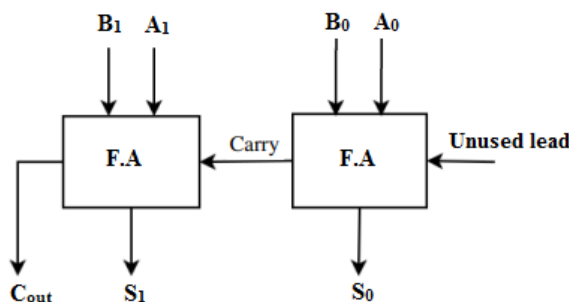 B₁ A₁ B₀ A₀
Unused lead
F.A Carry F.A
Cout S₁ S₀